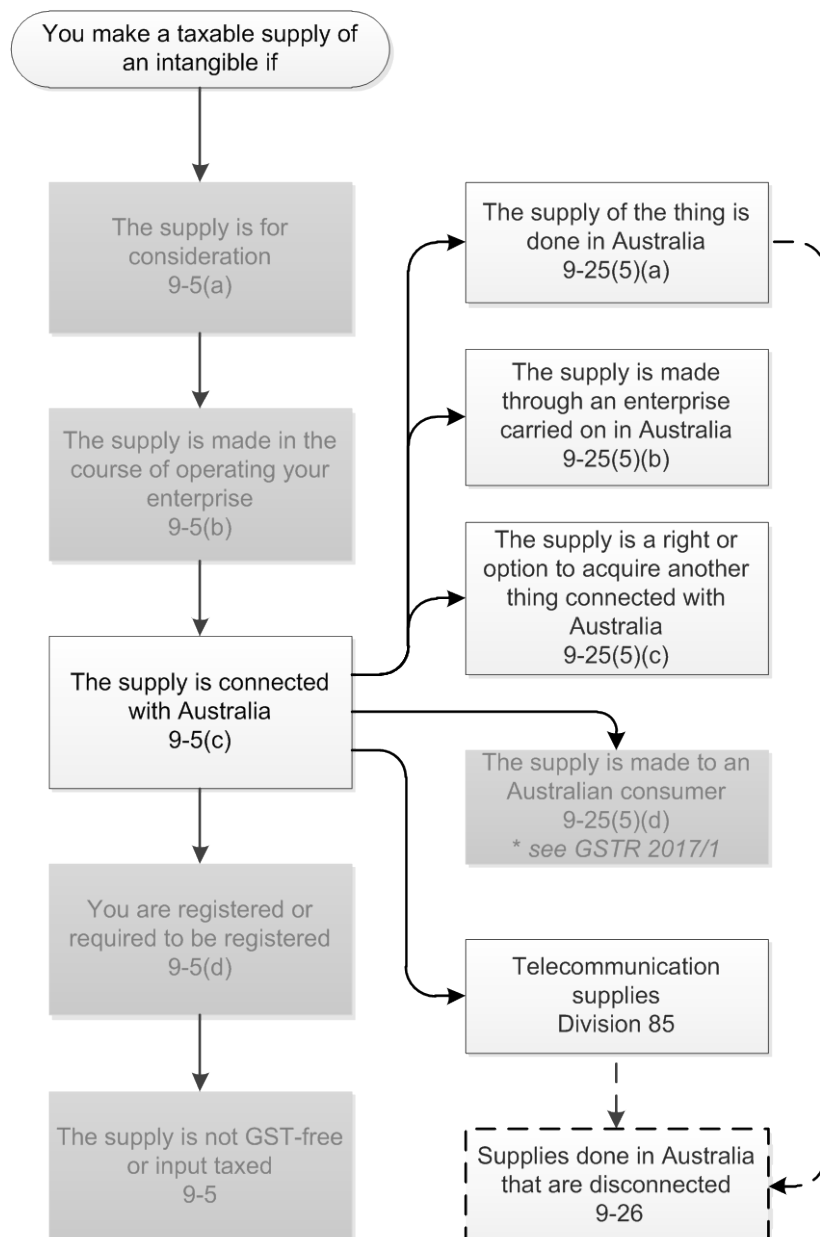 You make a taxable supply of
an intangible if
The supply is for
consideration
9-5(a)
The supply is made in the
course of operating your
enterprise
9-5(b)
The supply is connected
with Australia
9-5(c)
You are registered or
required to be registered
9-5(d)
The supply is not GST-free
or input taxed
9-5
The supply of the thing is
done in Australia
9-25(5)(a)
The supply is made
through an enterprise
carried on in Australia
9-25(5)(b)
The supply is a right or
option to acquire another
thing connected with
Australia
9-25(5)(c)
The supply is made to an
Australian consumer
9-25(5)(d)
* see GSTR 2017/1
Telecommunication
supplies
Division 85
Supplies done in Australia
that are disconnected
9-26